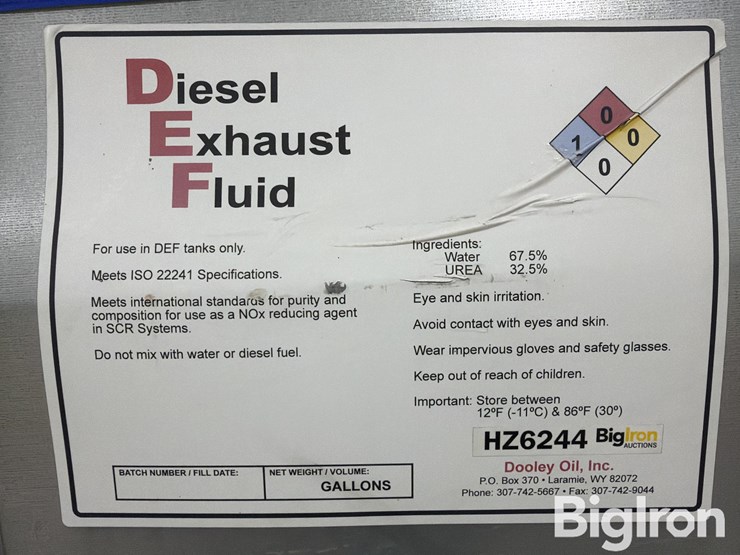 Diesel
Exhaust
Fluid
0
1
0
0
For use in DEF tanks only.
Meets ISO 22241 Specifications.
Meets international standards for purity and
composition for use as a NOx reducing agent
in SCR Systems.
Do not mix with water or diesel fuel.
Ingredients:
Water 67.5%
UREA 32.5%
Eye and skin irritation.
Avoid contact with eyes and skin.
Wear impervious gloves and safety glasses.
Keep out of reach of children.
Important: Store between
12ºF (-11ºC) & 86ºF (30º)
HZ6244 BigIron
AUCTIONS
BATCH NUMBER / FILL DATE:
NET WEIGHT / VOLUME:
GALLONS
Dooley Oil, Inc.
P.O. Box 370 • Laramie, WY 82072
Phone: 307-742-5667 • Fax: 307-742-9044
BigIron